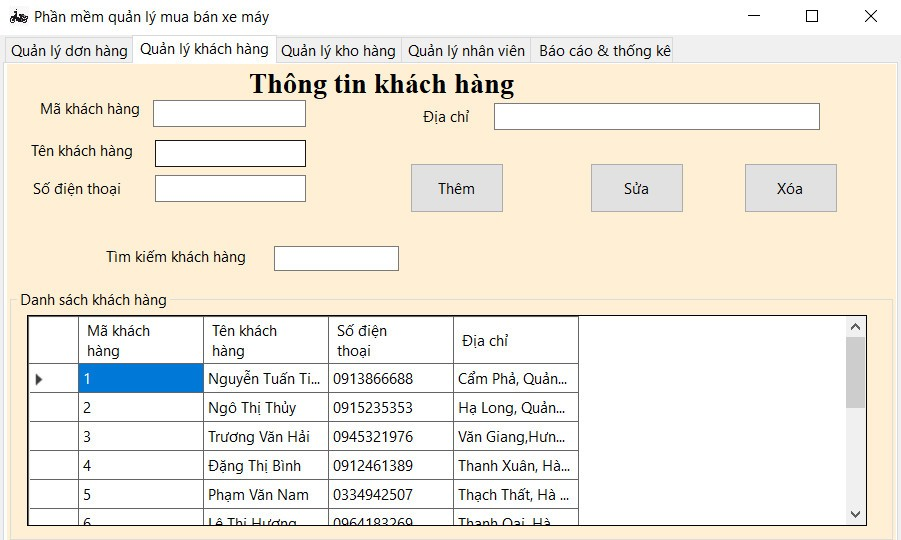 Phần mềm quản lý mua bán xe máy
Quản lý dơn hàng Quản lý khách hàng Quản lý kho hàng Quản lý nhân viên Báo cáo & thống kê
Thông tin khách hàng
Mã khách hàng
Địa chỉ
Tên khách hàng
Số điện thoại
Thêm Sửa Xóa
Tìm kiếm khách hàng
Danh sách khách hàng
Mã khách hàng Tên khách hàng Số điện thoại Địa chỉ
1 Nguyễn Tuấn Ti... 0913866688 Cẩm Phả, Quản...
2 Ngô Thị Thủy 0915235353 Hạ Long, Quản...
3 Trương Văn Hải 0945321976 Văn Giang,Hưn...
4 Đặng Thị Bình 0912461389 Thanh Xuân, Hà...
5 Phạm Văn Nam 0334942507 Thạch Thất, Hà ...
6 Lê Thị Hương 0964183269 Thanh Oai, Hà